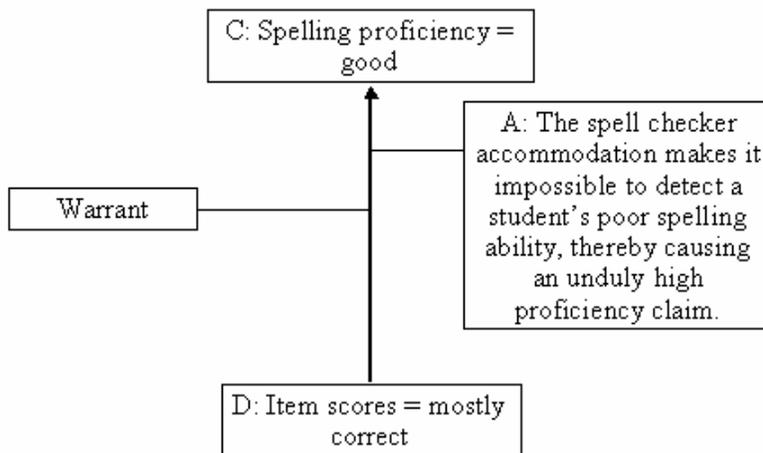 C: Spelling proficiency =
good
A: The spell checker
accommodation makes it
impossible to detect a
student's poor spelling
ability, thereby causing
an unduly high
proficiency claim.
Warrant
D: Item scores = mostly
correct